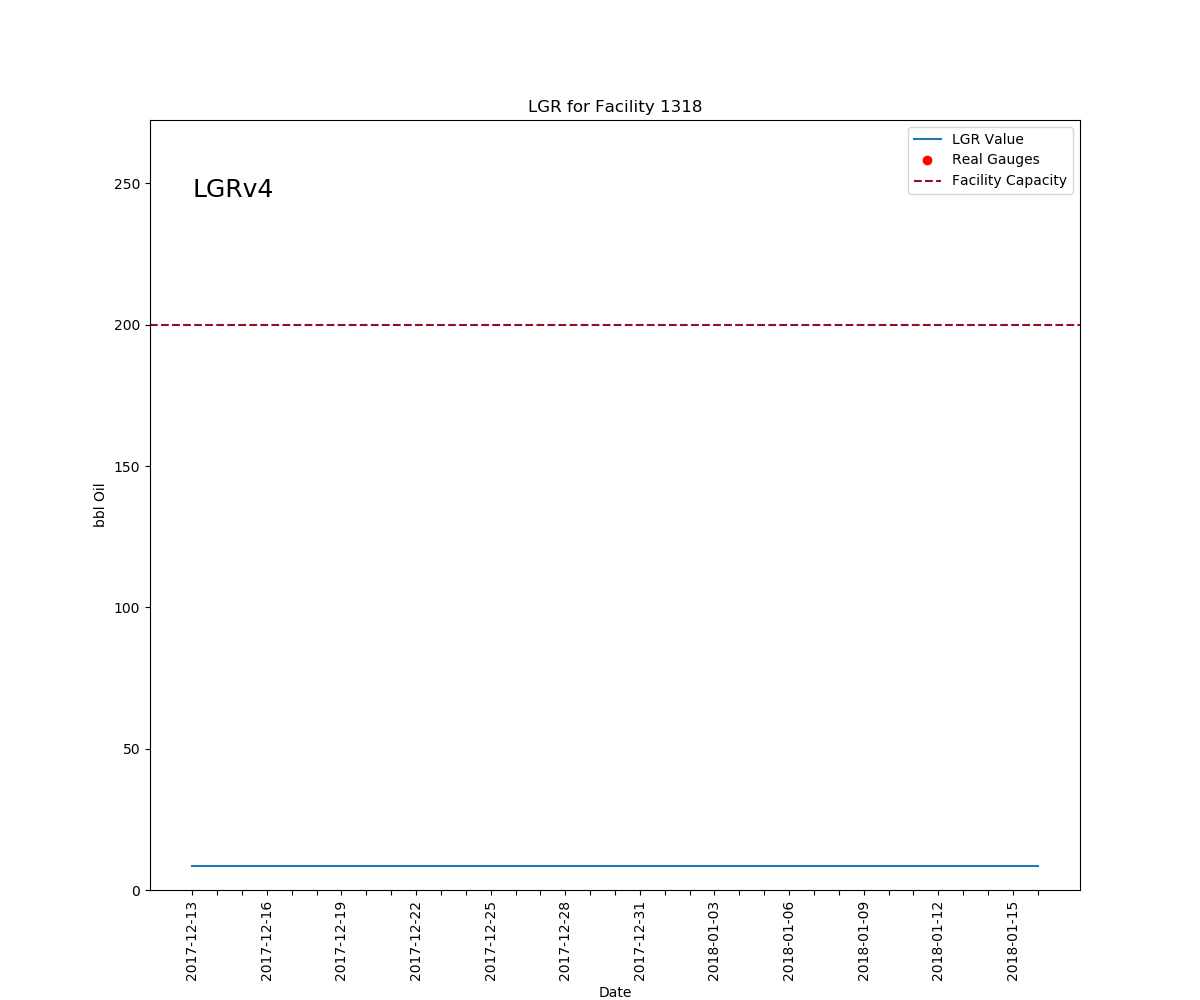 LGR for Facility 1318
LGR Value
Real Gauges
Facility Capacity
LGRv4
250
200
150
100
50
0
bbl Oil
2017-12-13
2017-12-16
2017-12-19
2017-12-22
2017-12-25
2017-12-28
2017-12-31
2018-01-03
2018-01-06
2018-01-09
2018-01-12
2018-01-15
Date